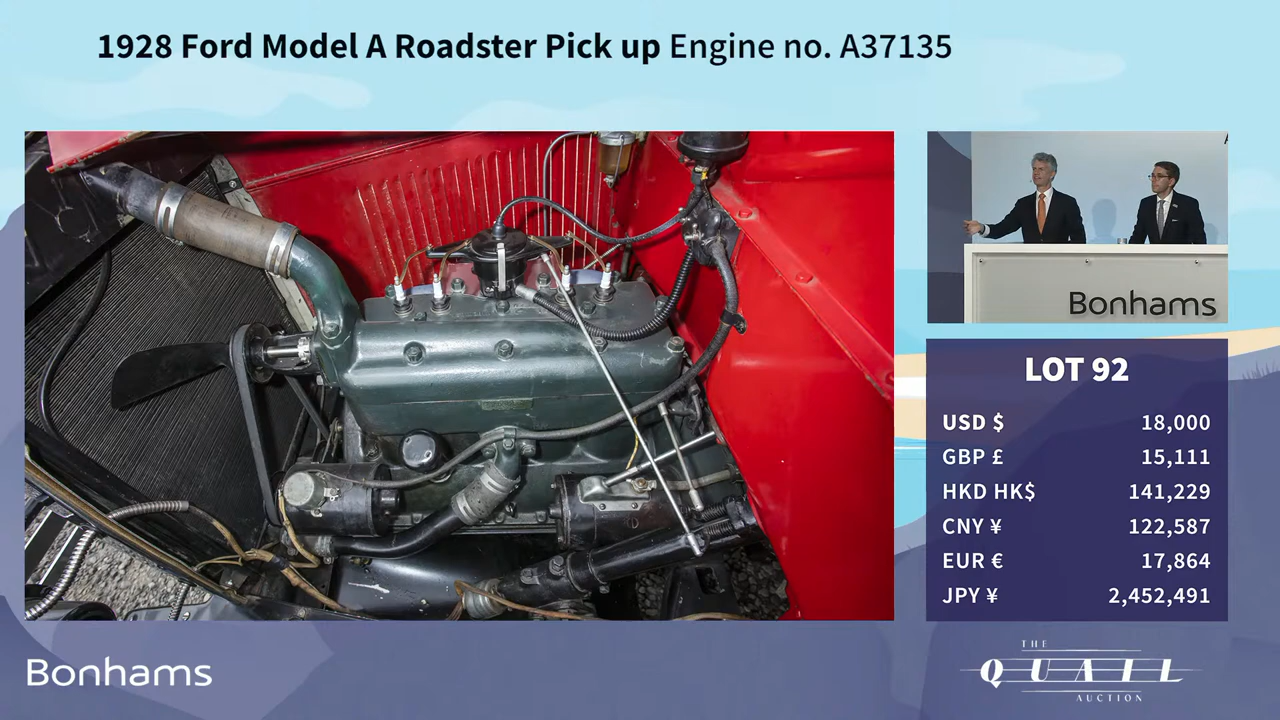 1928 Ford Model A Roadster Pick up Engine no. A37135
Bonhams
LOT 92
USD $ 18,000
GBP £ 15,111
HKD HK$ 141,229
CNY ¥ 122,587
EUR € 17,864
JPY ¥ 2,452,491
Bonhams
THE
QUAIL
AUCTION